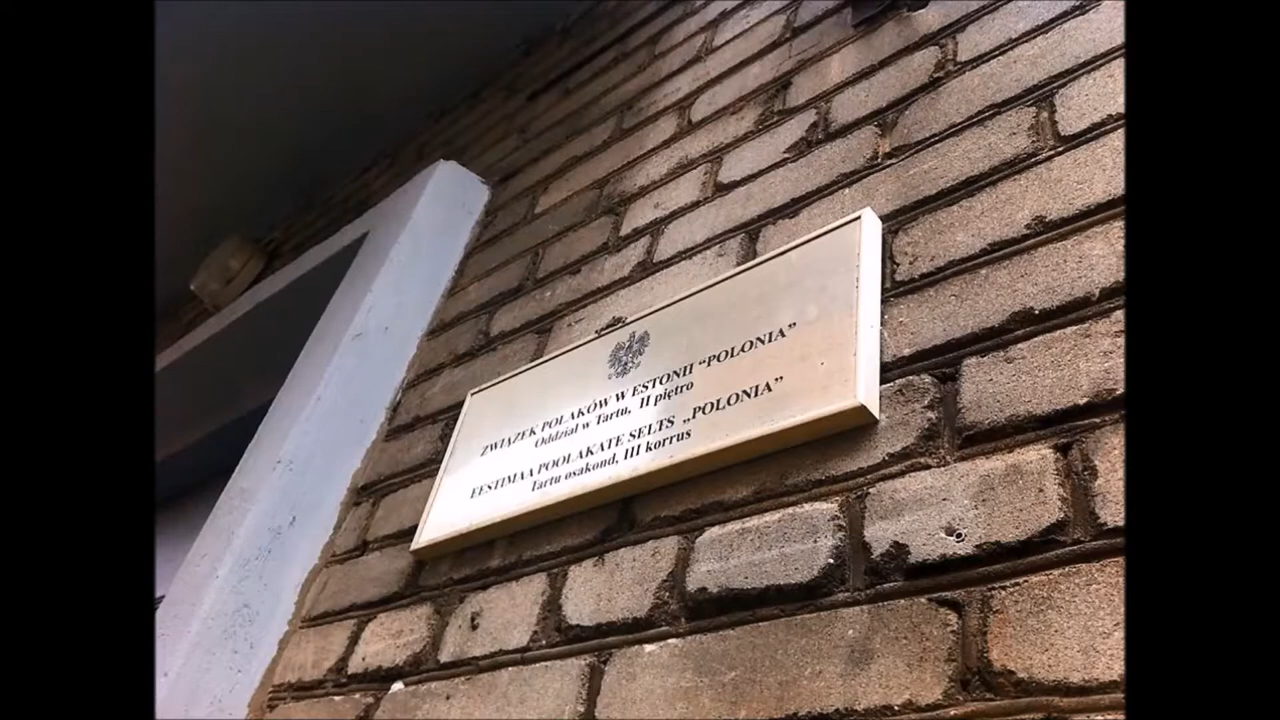 ZWIĄZEK POLAKÓW W ESTONII “POLONIA”
Oddział w Tartu, II piętro
EESTIMAA POOLAKATE SELTS „POLONIA”
Tartu osakond, III korrus